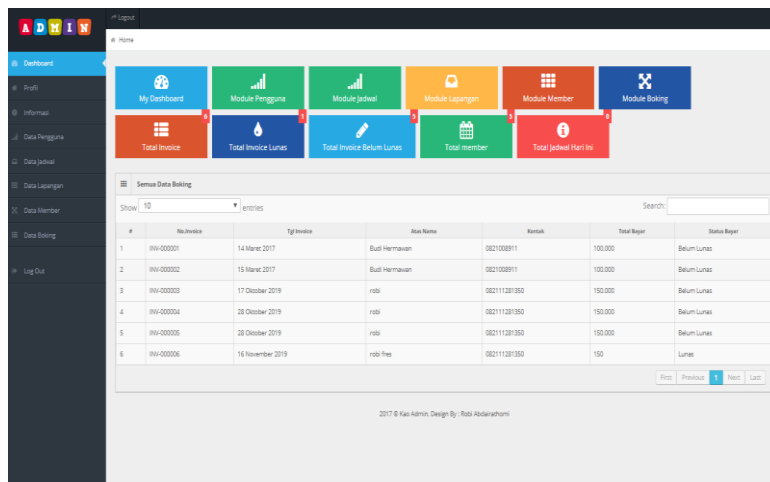 ADMIN
Logout
Home
Dashboard
Profil
Informasi
Data Pengguna
Data Jadwal
Data Lapangan
Data Member
Data Boking
Log Out
My Dashboard
Module Pengguna
Module Jadwal
Module Lapangan
Module Member
Module Boking
6 1 5 5 0
Total Invoice
Total Invoice Lunas
Total Invoice Belum Lunas
Total member
Total Jadwal Hari Ini
Semua Data Boking
Show 10 entries Search:
# No.Invoice Tgl Invoice Atas Nama Kontak Total Bayar Status Bayar
1 INV-000001 14 Maret 2017 Budi Hermawan 0821008911 100,000 Belum Lunas
2 INV-000002 15 Maret 2017 Budi Hermawan 0821008911 100,000 Belum Lunas
3 INV-000003 17 Oktober 2019 robi 082111281350 150,000 Belum Lunas
4 INV-000004 28 Oktober 2019 robi 082111281350 150,000 Belum Lunas
5 INV-000005 28 Oktober 2019 robi 082111281350 150,000 Belum Lunas
6 INV-000006 16 November 2019 robi fres 082111281350 150 Lunas
First Previous 1 Next Last
2017 © Kao Admin. Design By : Robi Abdairathomi